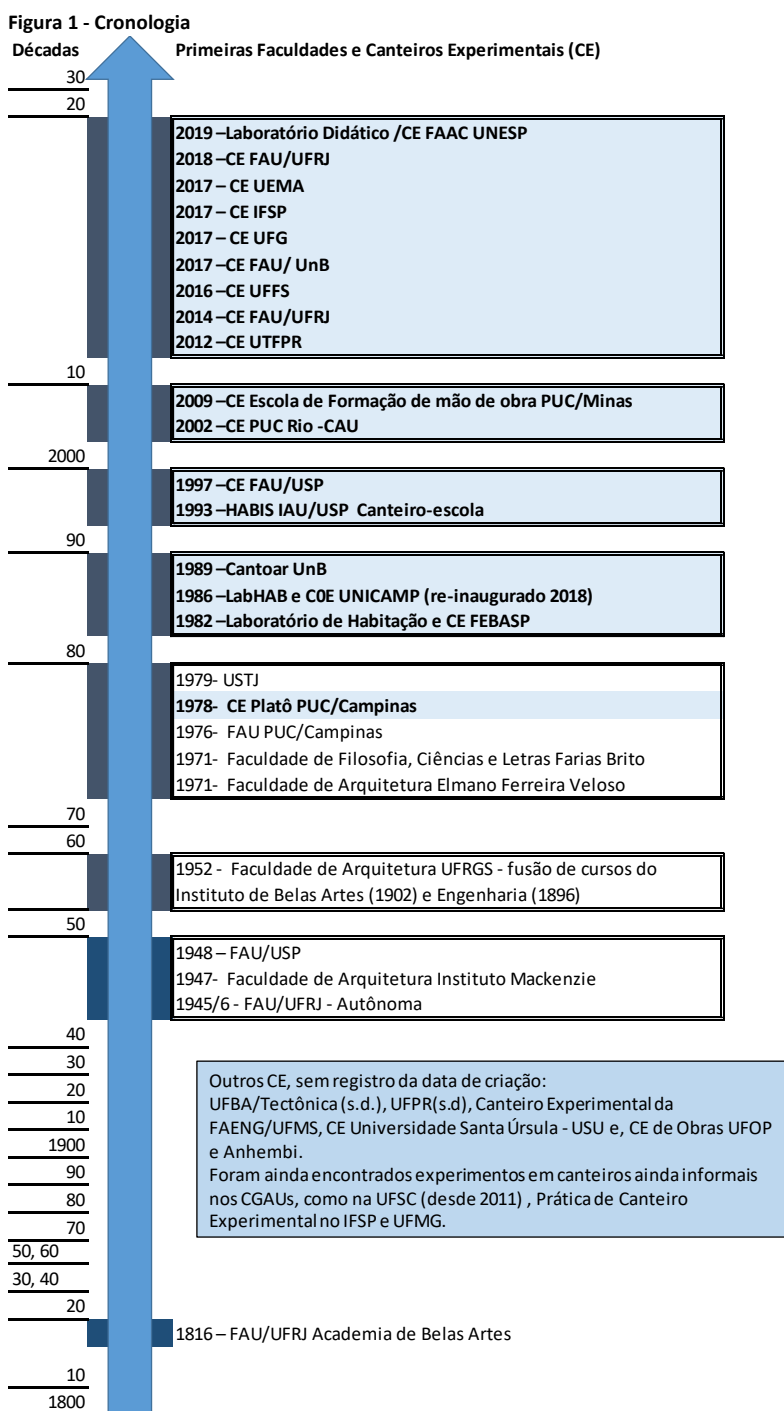 Figura 1 - Cronologia
Décadas Primeiras Faculdades e Canteiros Experimentais (CE)
30
20
2019 –Laboratório Didático /CE FAAC UNESP
2018 –CE FAU/UFRJ
2017 – CE UEMA
2017 – CE IFSP
2017 – CE UFG
2017 –CE FAU/ UnB
2016 –CE UFFS
2014 –CE FAU/UFRJ
2012 –CE UTFPR
10
2009 –CE Escola de Formação de mão de obra PUC/Minas
2002 –CE PUC Rio -CAU
2000
1997 –CE FAU/USP
1993 –HABIS IAU/USP Canteiro-escola
90
1989 –Cantoar UnB
1986 –LabHAB e C0E UNICAMP (re-inaugurado 2018)
1982 –Laboratório de Habitação e CE FEBASP
80
1979- USTJ
1978- CE Platô PUC/Campinas
1976- FAU PUC/Campinas
1971- Faculdade de Filosofia, Ciências e Letras Farias Brito
1971- Faculdade de Arquitetura Elmano Ferreira Veloso
70
60
1952 - Faculdade de Arquitetura UFRGS - fusão de cursos do
Instituto de Belas Artes (1902) e Engenharia (1896)
50
1948 – FAU/USP
1947- Faculdade de Arquitetura Instituto Mackenzie
1945/6 - FAU/UFRJ - Autônoma
40
30
20
10
1900
90
80
70
50, 60
30, 40
20
Outros CE, sem registro da data de criação:
UFBA/Tectônica (s.d.), UFPR(s.d), Canteiro Experimental da
FAENG/UFMS, CE Universidade Santa Úrsula - USU e, CE de Obras UFOP
e Anhembi.
Foram ainda encontrados experimentos em canteiros ainda informais
nos CGAUs, como na UFSC (desde 2011) , Prática de Canteiro
Experimental no IFSP e UFMG.
1816 – FAU/UFRJ Academia de Belas Artes
10
1800